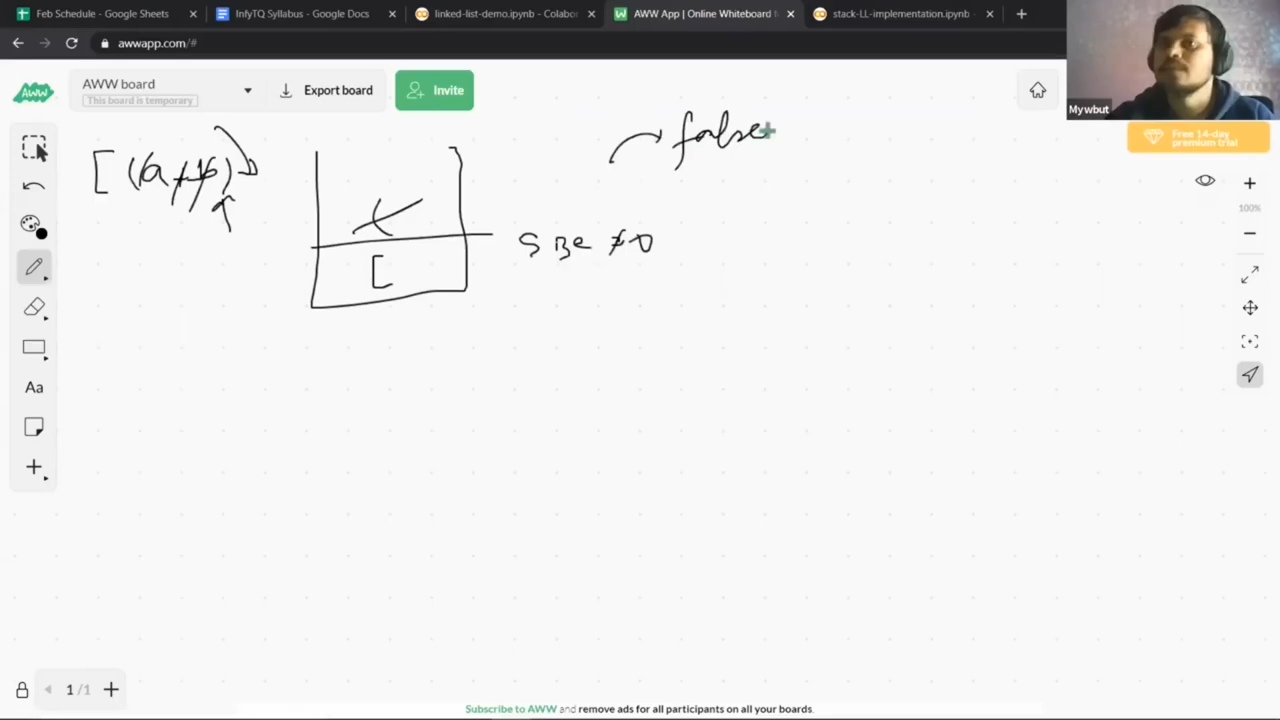 Feb Schedule - Google Sheets
InfyTQ Syllabus - Google Docs
linked-list-demo.ipynb - Colabor
AWW App | Online Whiteboard f
stack-LL-implementation.ipynb -
awwapp.com/#
AWW
AWW board
This board is temporary
Export board
Invite
Mywbut
Free 14-day
premium trial
100%
[(a+b)
false
[
size ≠0
Aa
1/1
Subscribe to AWW and remove ads for all participants on all your boards.